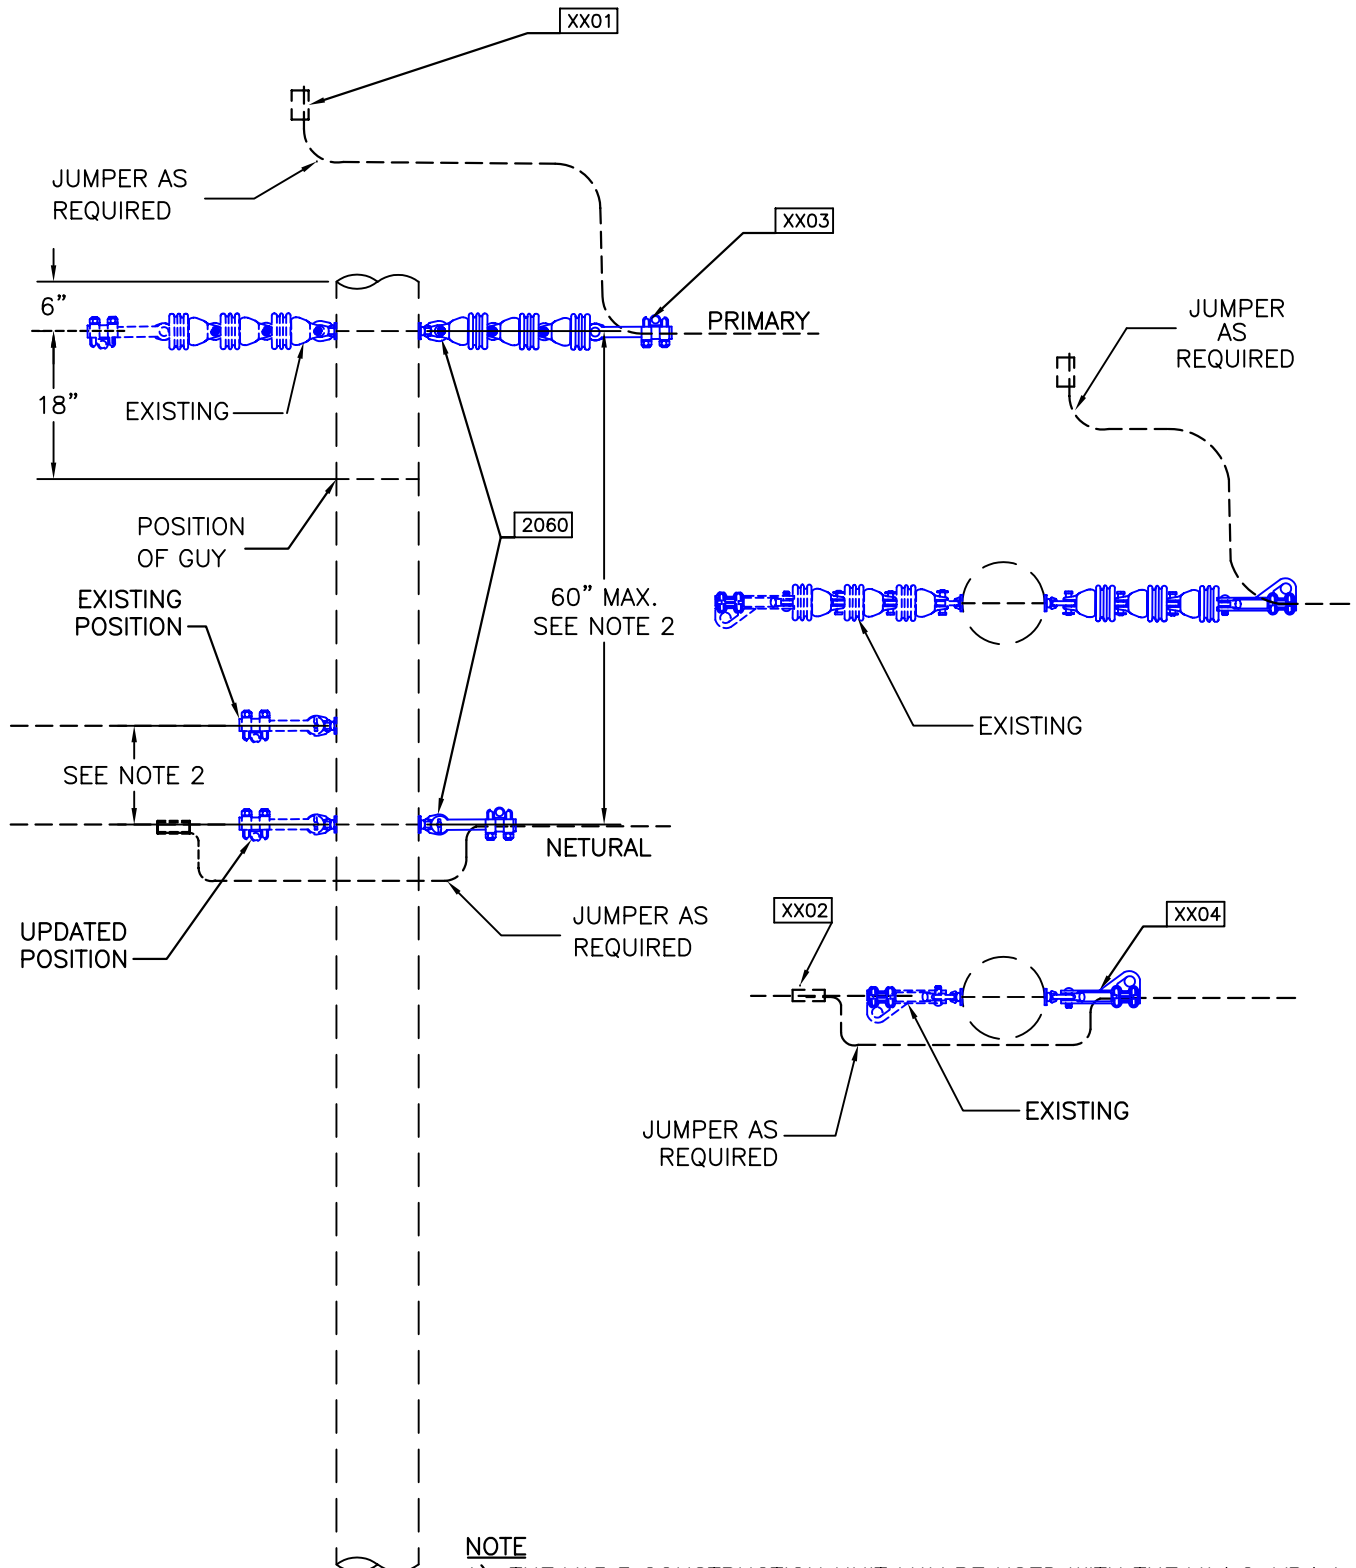 XX01
JUMPER AS
REQUIRED
XX03
6”
PRIMARY
JUMPER
AS
REQUIRED
18”
EXISTING
POSITION
OF GUY
2060
EXISTING
POSITION
60” MAX.
SEE NOTE 2
EXISTING
SEE NOTE 2
NETURAL
UPDATED
POSITION
JUMPER AS
REQUIRED
XX02
XX04
EXISTING
JUMPER AS
REQUIRED
NOTE